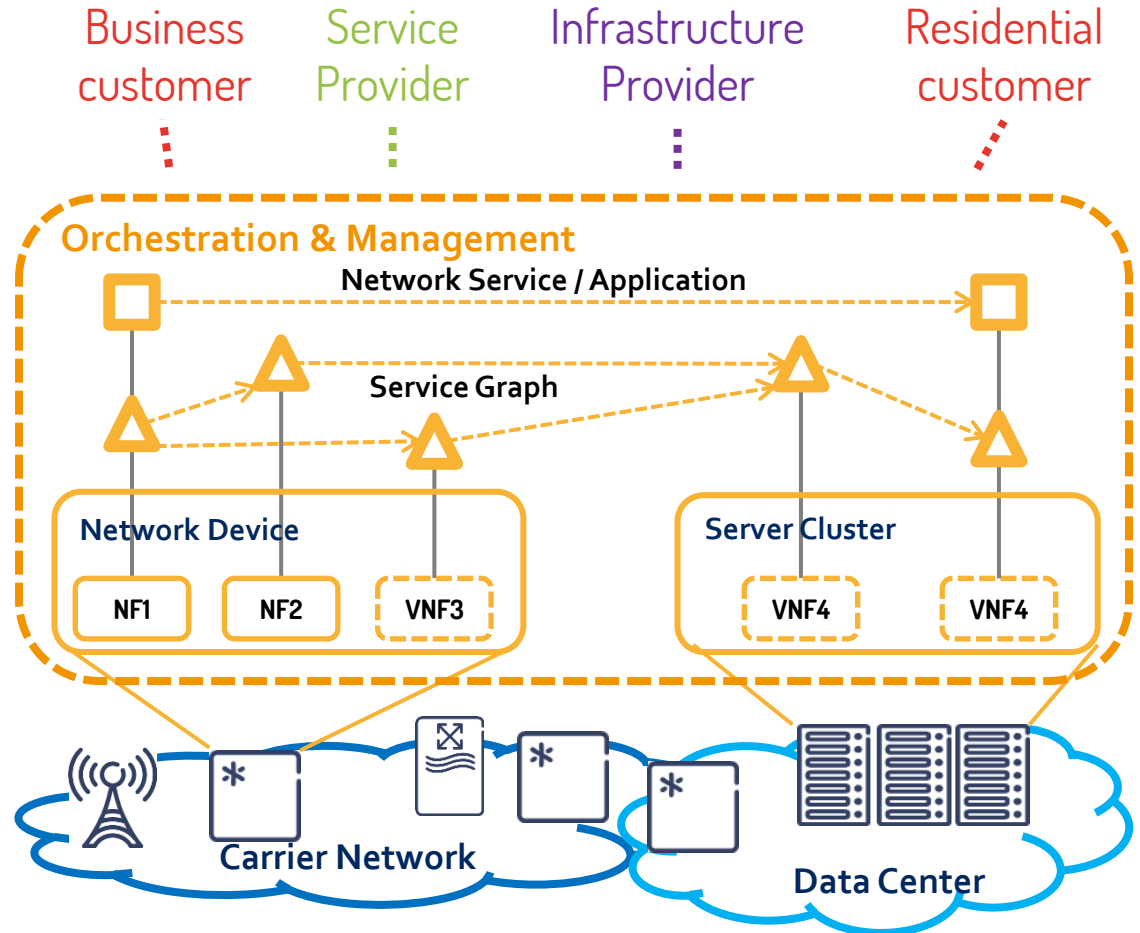 Business
customer
Service
Provider
Infrastructure
Provider
Residential
customer
Orchestration & Management
Network Service / Application
Service Graph
Network Device
Server Cluster
NF1
NF2
VNF3
VNF4
VNF4
Carrier Network
Data Center